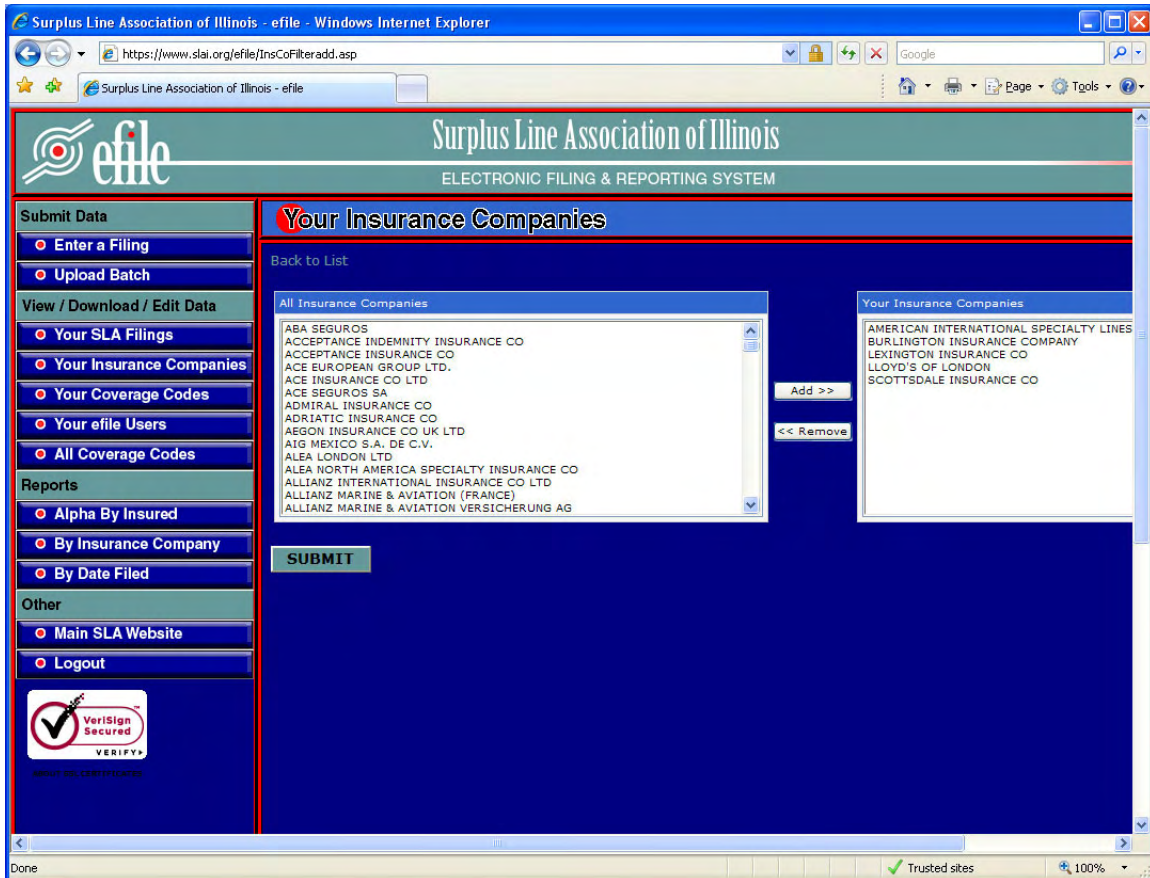 Surplus Line Association of Illinois - efile - Windows Internet Explorer
https://www.slai.org/efile/InsCoFilteradd.asp
Google
Surplus Line Association of Illinois - efile
Page
Tools
efile
Surplus Line Association of Illinois
ELECTRONIC FILING & REPORTING SYSTEM
Submit Data
Enter a Filing
Upload Batch
View / Download / Edit Data
Your SLA Filings
Your Insurance Companies
Your Coverage Codes
Your efile Users
All Coverage Codes
Reports
Alpha By Insured
By Insurance Company
By Date Filed
Other
Main SLA Website
Logout
VeriSign
Secured
VERIFY
Your Insurance Companies
Back to List
All Insurance Companies
ABA SEGUROS
ACCEPTANCE INDEMNITY INSURANCE CO
ACCEPTANCE INSURANCE CO
ACE EUROPEAN GROUP LTD.
ACE INSURANCE CO LTD
ACE SEGUROS SA
ADMIRAL INSURANCE CO
ADRIATIC INSURANCE CO
AEGON INSURANCE CO UK LTD
AIG MEXICO S.A. DE C.V.
ALEA LONDON LTD
ALEA NORTH AMERICA SPECIALTY INSURANCE CO
ALLIANZ INTERNATIONAL INSURANCE CO LTD
ALLIANZ MARINE & AVIATION (FRANCE)
ALLIANZ MARINE & AVIATION VERSICHERUNG AG
Add >>
<< Remove
Your Insurance Companies
AMERICAN INTERNATIONAL SPECIALTY LINES
BURLINGTON INSURANCE COMPANY
LEXINGTON INSURANCE CO
LLOYD'S OF LONDON
SCOTTSDALE INSURANCE CO
SUBMIT
Done
Trusted sites
100%